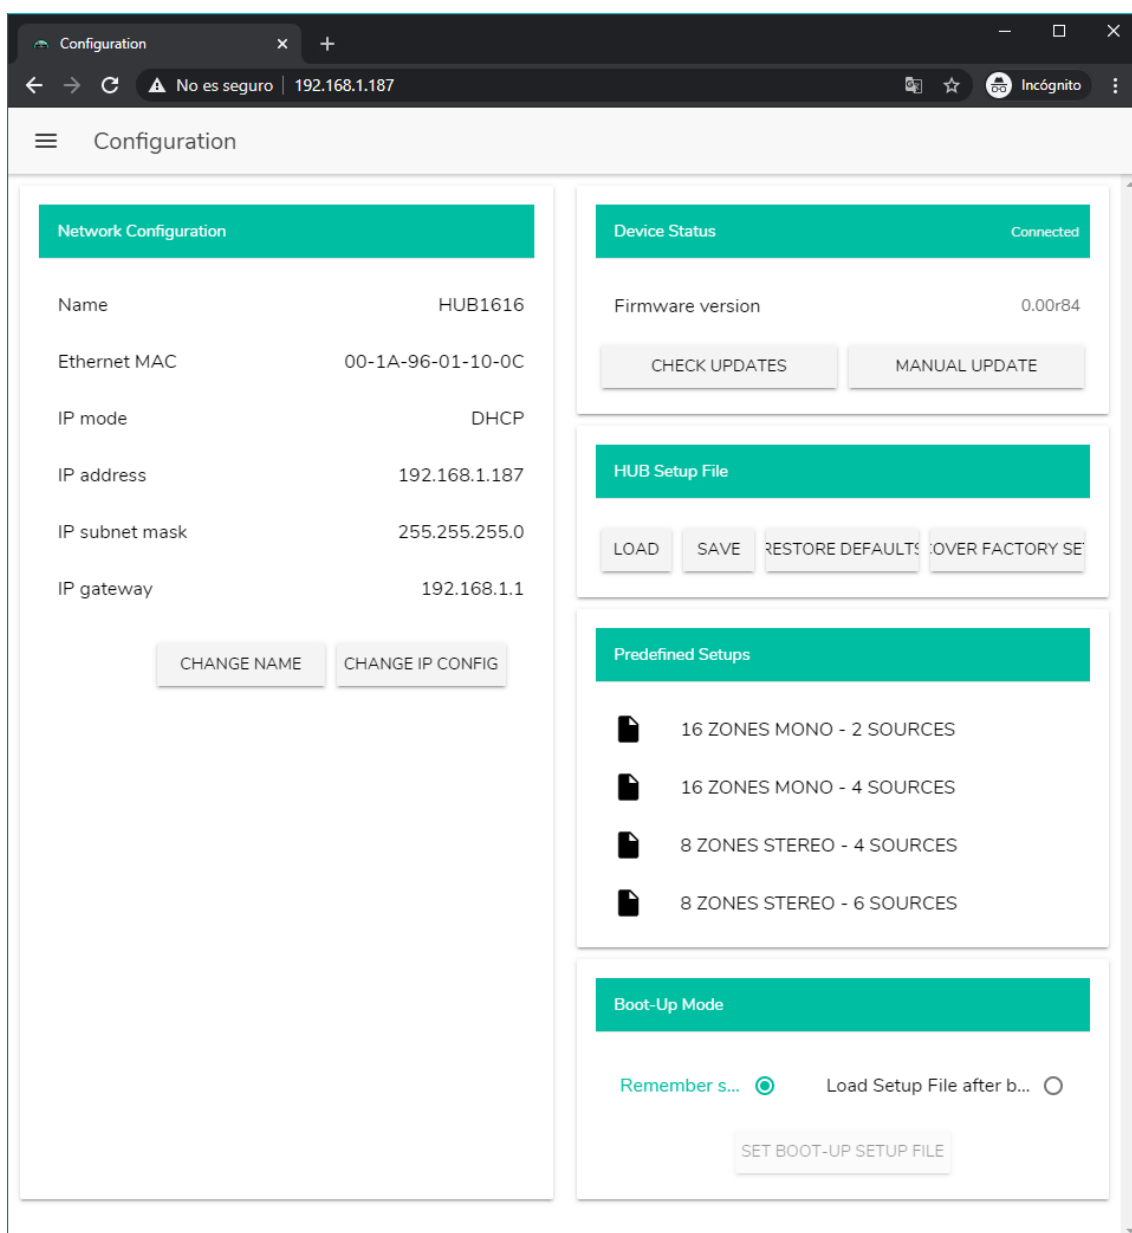 Configuration
No es seguro | 192.168.1.187
Incógnito
Configuration
Network Configuration
Name HUB1616
Ethernet MAC 00-1A-96-01-10-0C
IP mode DHCP
IP address 192.168.1.187
IP subnet mask 255.255.255.0
IP gateway 192.168.1.1
CHANGE NAME CHANGE IP CONFIG
Device Status Connected
Firmware version 0.00r84
CHECK UPDATES MANUAL UPDATE
HUB Setup File
LOAD SAVE RESTORE DEFAULTS COVER FACTORY SE
Predefined Setups
16 ZONES MONO - 2 SOURCES
16 ZONES MONO - 4 SOURCES
8 ZONES STEREO - 4 SOURCES
8 ZONES STEREO - 6 SOURCES
Boot-Up Mode
Remember s... Load Setup File after b...
SET BOOT-UP SETUP FILE